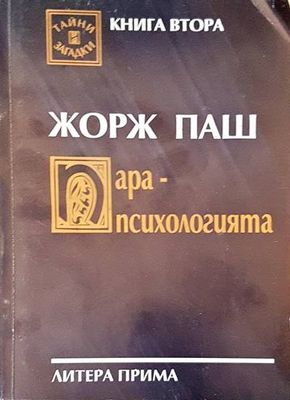 ТАЙНИ
И
ЗАГАДКИ
КНИГА ВТОРА
ЖОРЖ ПАШ
Пара-
психологията
ЛИТЕРА ПРИМА